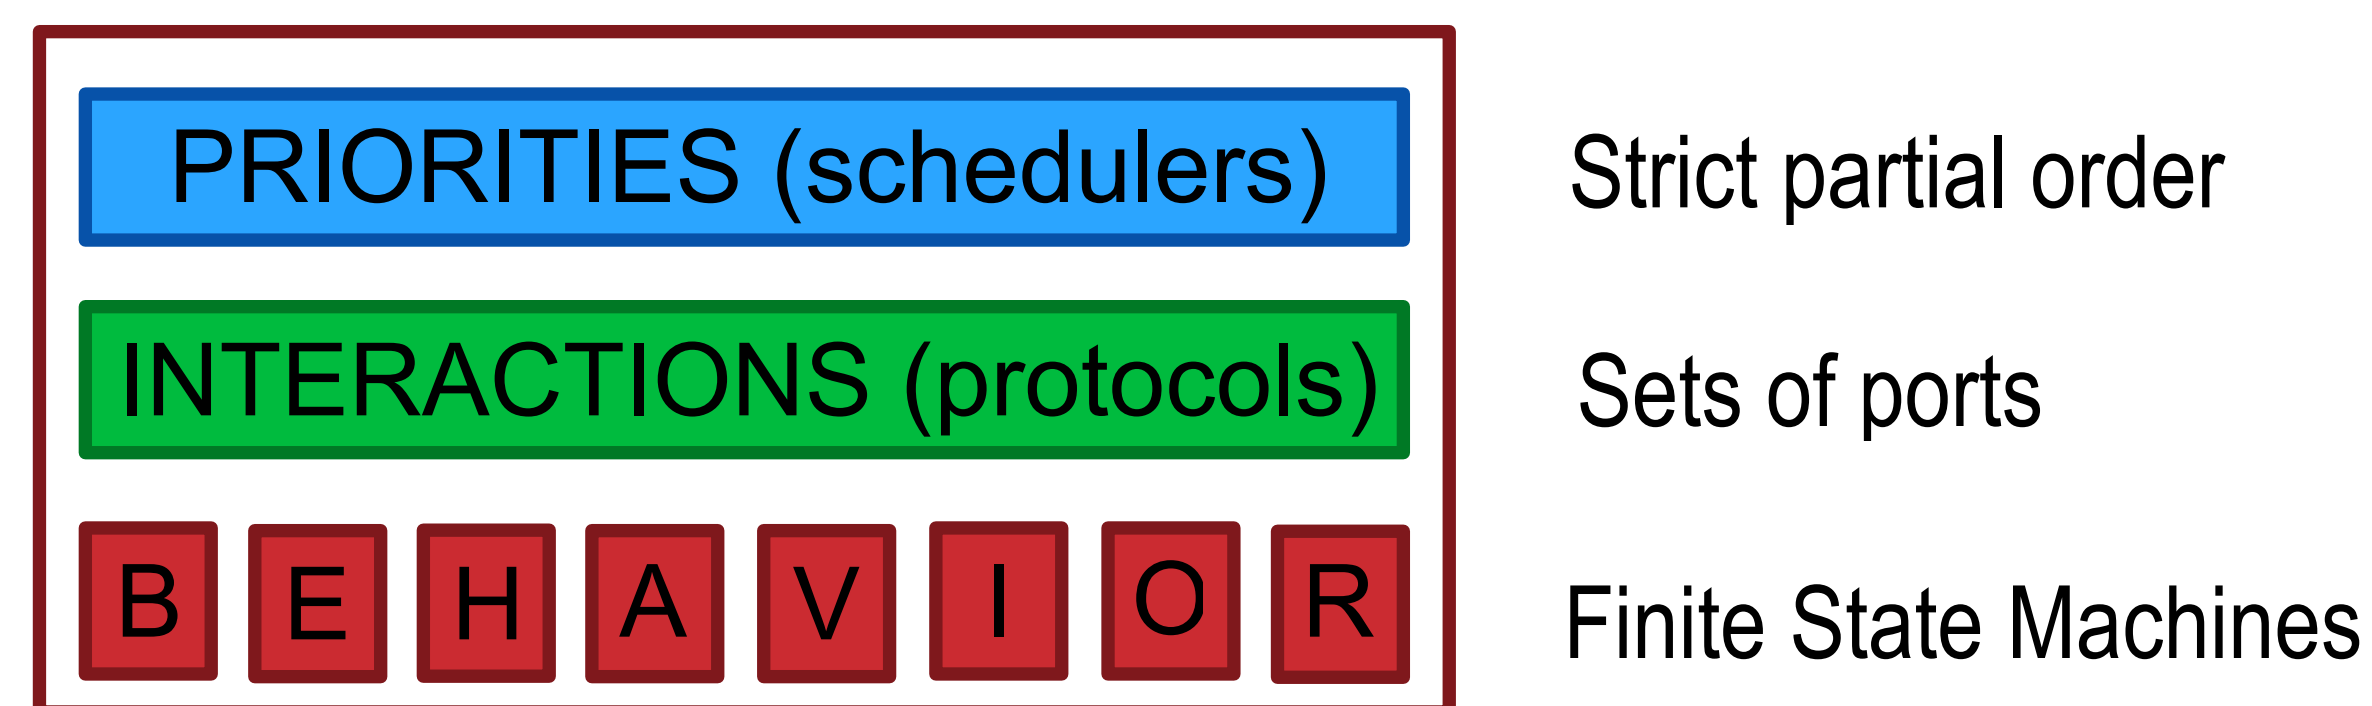 PRIORITIES (schedulers) Strict partial order
INTERACTIONS (protocols) Sets of ports
B E H A V I O R Finite State Machines